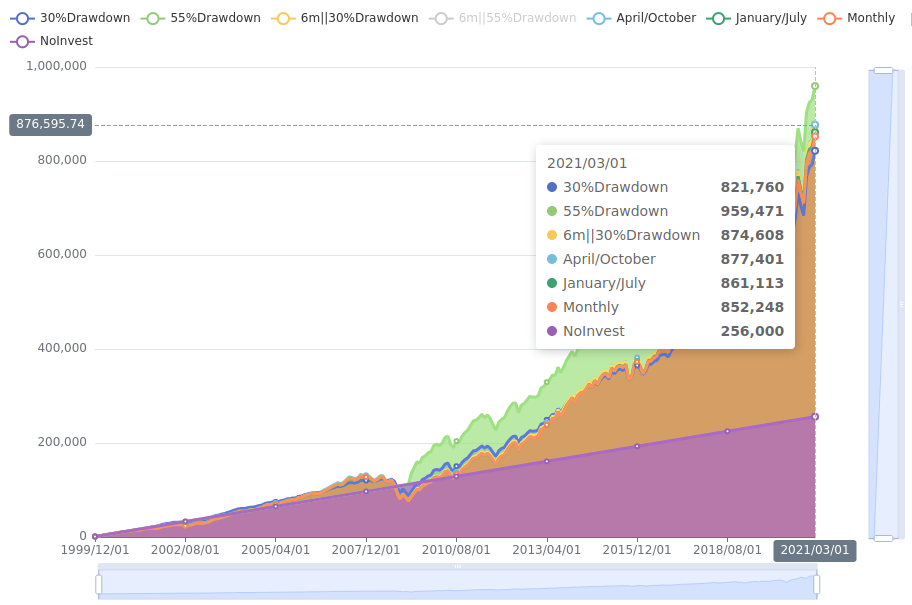 30%Drawdown 55%Drawdown 6m||30%Drawdown 6m||55%Drawdown April/October January/July Monthly
NoInvest
1,000,000
876,595.74
800,000
600,000
400,000
200,000
0
2021/03/01
30%Drawdown 821,760
55%Drawdown 959,471
6m||30%Drawdown 874,608
April/October 877,401
January/July 861,113
Monthly 852,248
NoInvest 256,000
1999/12/01 2002/08/01 2005/04/01 2007/12/01 2010/08/01 2013/04/01 2015/12/01 2018/08/01 2021/03/01